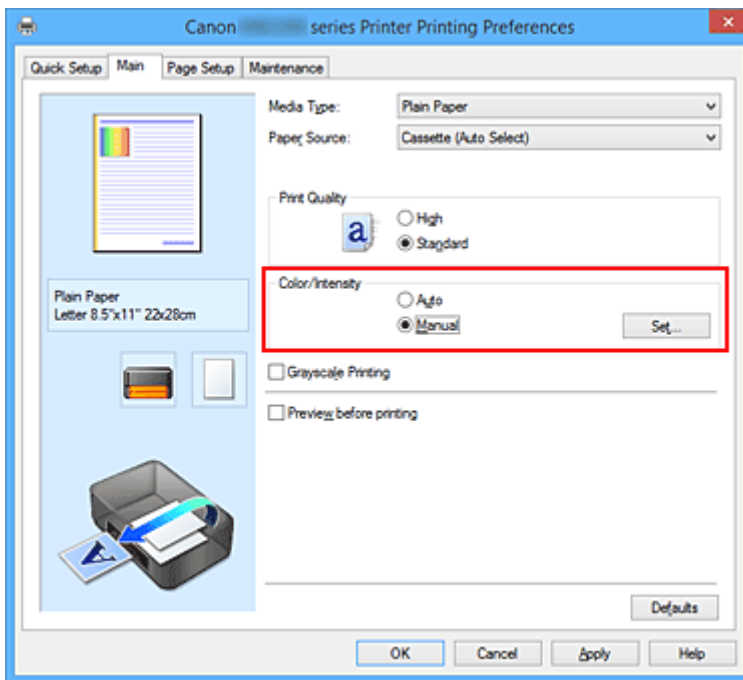 Canon series Printer Printing Preferences
Quick Setup Main Page Setup Maintenance
Media Type: Plain Paper
Paper Source: Cassette (Auto Select)
Print Quality
a
High
Standard
Color/Intensity
Auto
Manual Set...
Plain Paper
Letter 8.5"x11" 22x28cm
Grayscale Printing
Preview before printing
A
Defaults
OK Cancel Apply Help